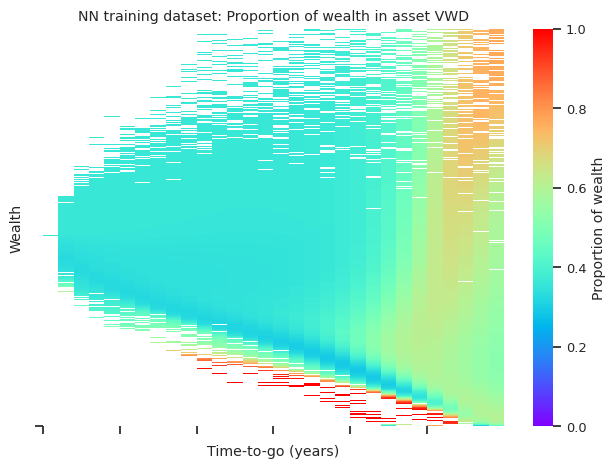 NN training dataset: Proportion of wealth in asset VWD
Wealth
Time-to-go (years)
1.0
0.8
0.6
0.4
0.2
0.0
Proportion of wealth